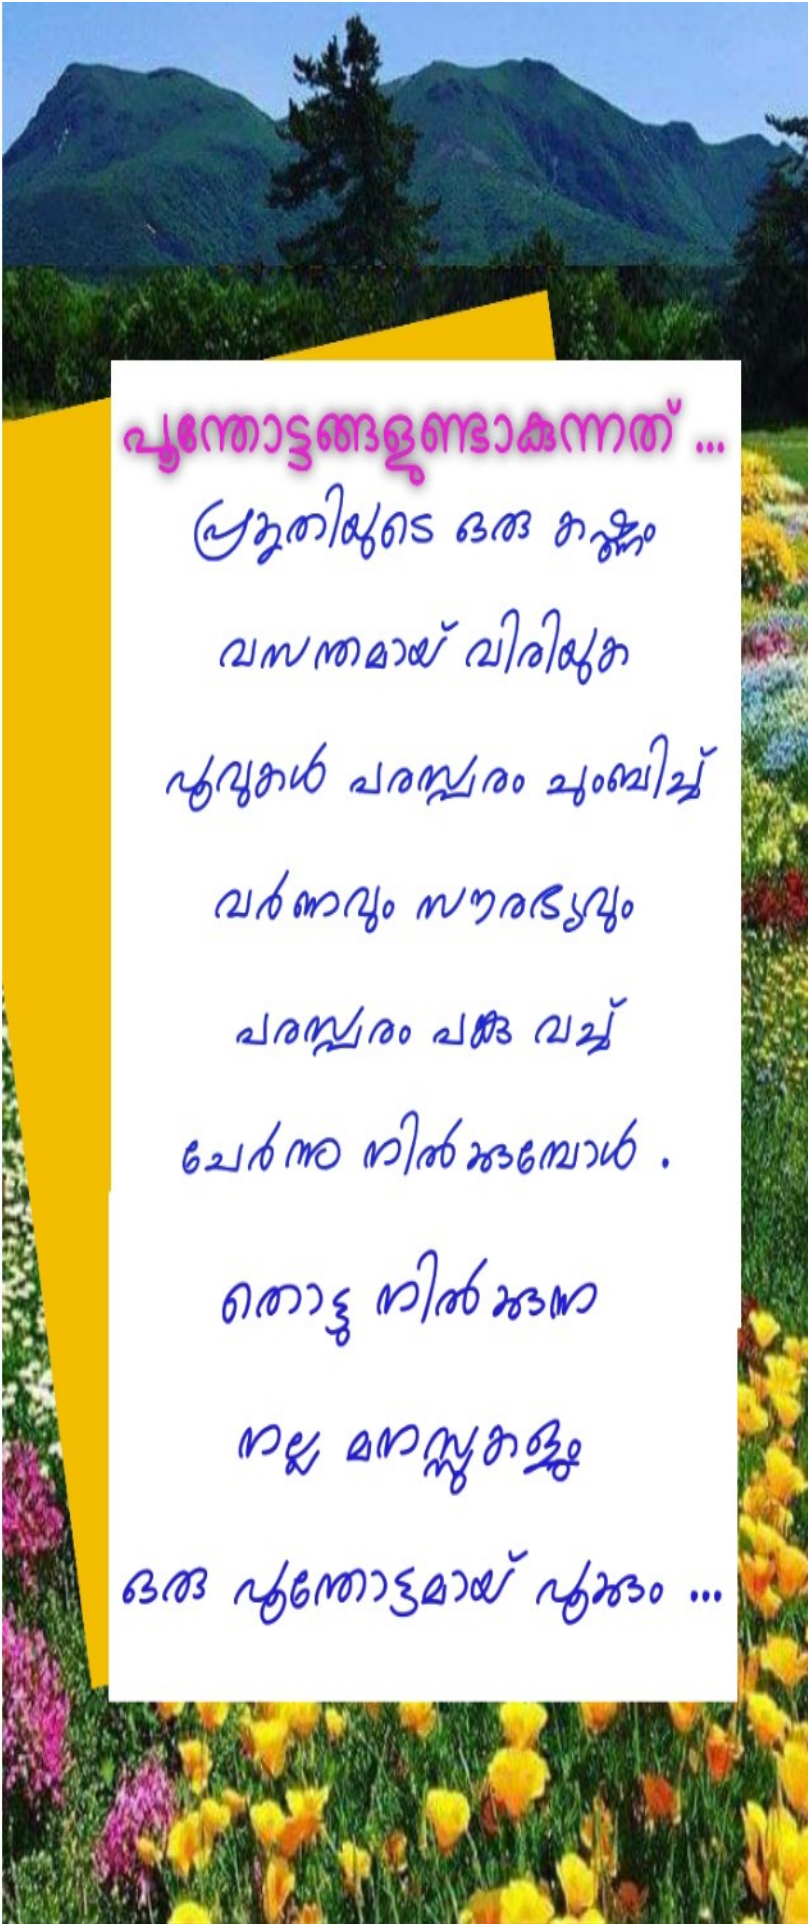 പൂന്തോട്ടങ്ങളുണ്ടാകുന്നത് ...
പ്രകൃതിയുടെ ഒരു കഷ്ണം
വസന്തമായ് വിരിയുക
പൂവുകൾ പരസ്പരം ചുംബിച്ച്
വർണവും സൗരഭ്യവും
പരസ്പരം പങ്കു വച്ച്
ചേർന്നു നിൽക്കുമ്പോൾ .
തൊട്ടു നിൽക്കുന്ന
നല്ല മനസ്സുകളും
ഒരു പൂന്തോട്ടമായ് പൂക്കും ...